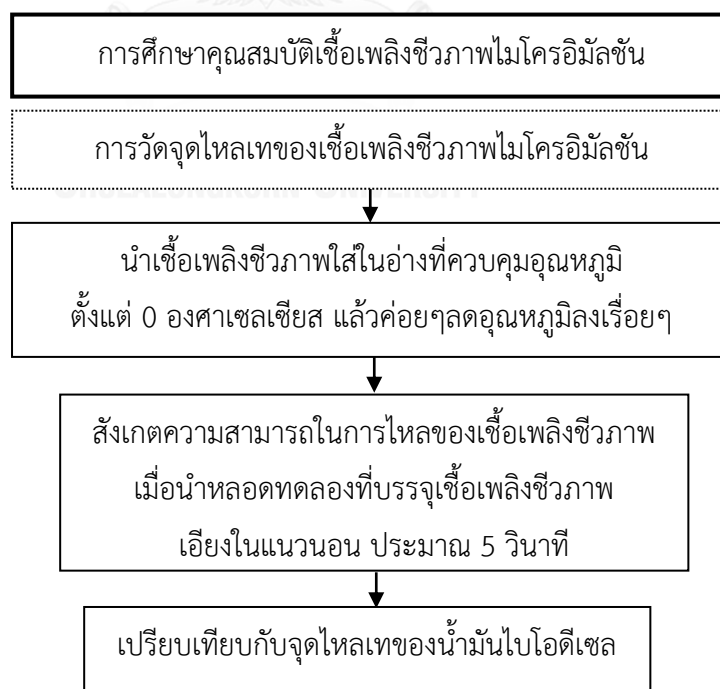 การศึกษาคุณสมบัติเชื้อเพลิงชีวภาพไมโครอิมัลชัน
การวัดจุดไหลเทของเชื้อเพลิงชีวภาพไมโครอิมัลชัน
นำเชื้อเพลิงชีวภาพใส่ในอ่างที่ควบคุมอุณหภูมิ
ตั้งแต่ 0 องศาเซลเซียส แล้วค่อยๆลดอุณหภูมิลงเรื่อยๆ
สังเกตความสามารถในการไหลของเชื้อเพลิงชีวภาพ
เมื่อนำหลอดทดลองที่บรรจุเชื้อเพลิงชีวภาพ
เอียงในแนวนอน ประมาณ 5 วินาที
เปรียบเทียบกับจุดไหลเทของน้ำมันไบโอดีเซล